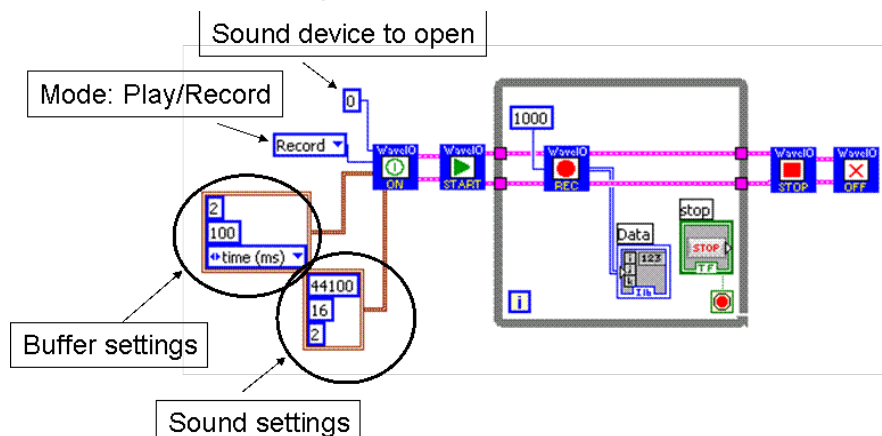 Sound device to open
Mode: Play/Record
0
Record
WaveIO
ON
WaveIO
START
1000
WaveIO
REC
WaveIO
STOP
WaveIO
OFF
2
100
time (ms)
44100
16
2
Data
123
stop
STOP
TF
i
Buffer settings
Sound settings